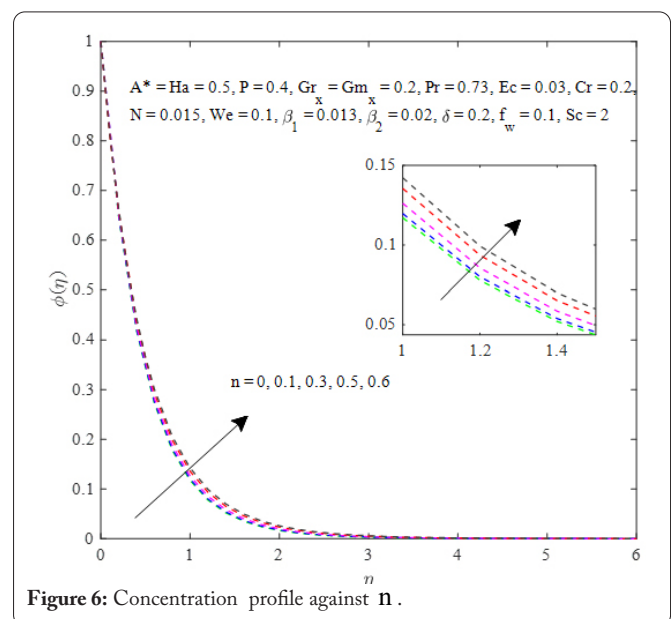 A* = Ha = 0.5, P = 0.4, Gr_x = Gm_x = 0.2, Pr = 0.73, Ec = 0.03, Cr = 0.2,
N = 0.015, We = 0.1, β_1 = 0.013, β_2 = 0.02, δ = 0.2, f_w = 0.1, Sc = 2
1
0.9
0.8
0.7
0.6
0.5
0.4
0.3
0.2
0.1
0
ϕ(η)
0.15
0.1
0.05
1 1.2 1.4
n = 0, 0.1, 0.3, 0.5, 0.6
0 1 2 3 4 5 6
η
Figure 6: Concentration profile against n .